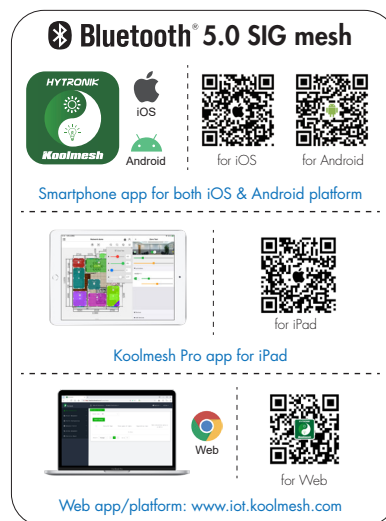 Bluetooth® 5.0 SIG mesh
HYTRONIK
Koolmesh
iOS
Android
for iOS
for Android
Smartphone app for both iOS & Android platform
for iPad
Koolmesh Pro app for iPad
Web
for Web
Web app/platform: www.iot.koolmesh.com